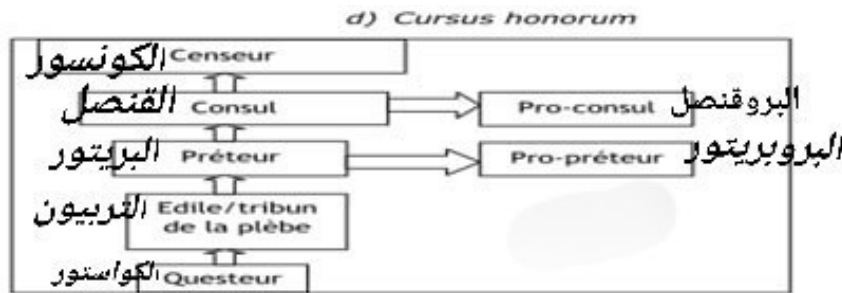 d) Cursus honorum
الكونسور Censeur
القنصل Consul Pro-consul البروقنصل
البريتور Préteur Pro-préteur البروبريتور
التربيون Edile/tribun
de la plèbe
الكواستور Questeur